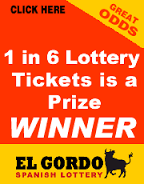 CLICK HERE
GREAT
ODDS
1 in 6 Lottery
Tickets is a
Prize
WINNER
EL GORDO
SPANISH LOTTERY